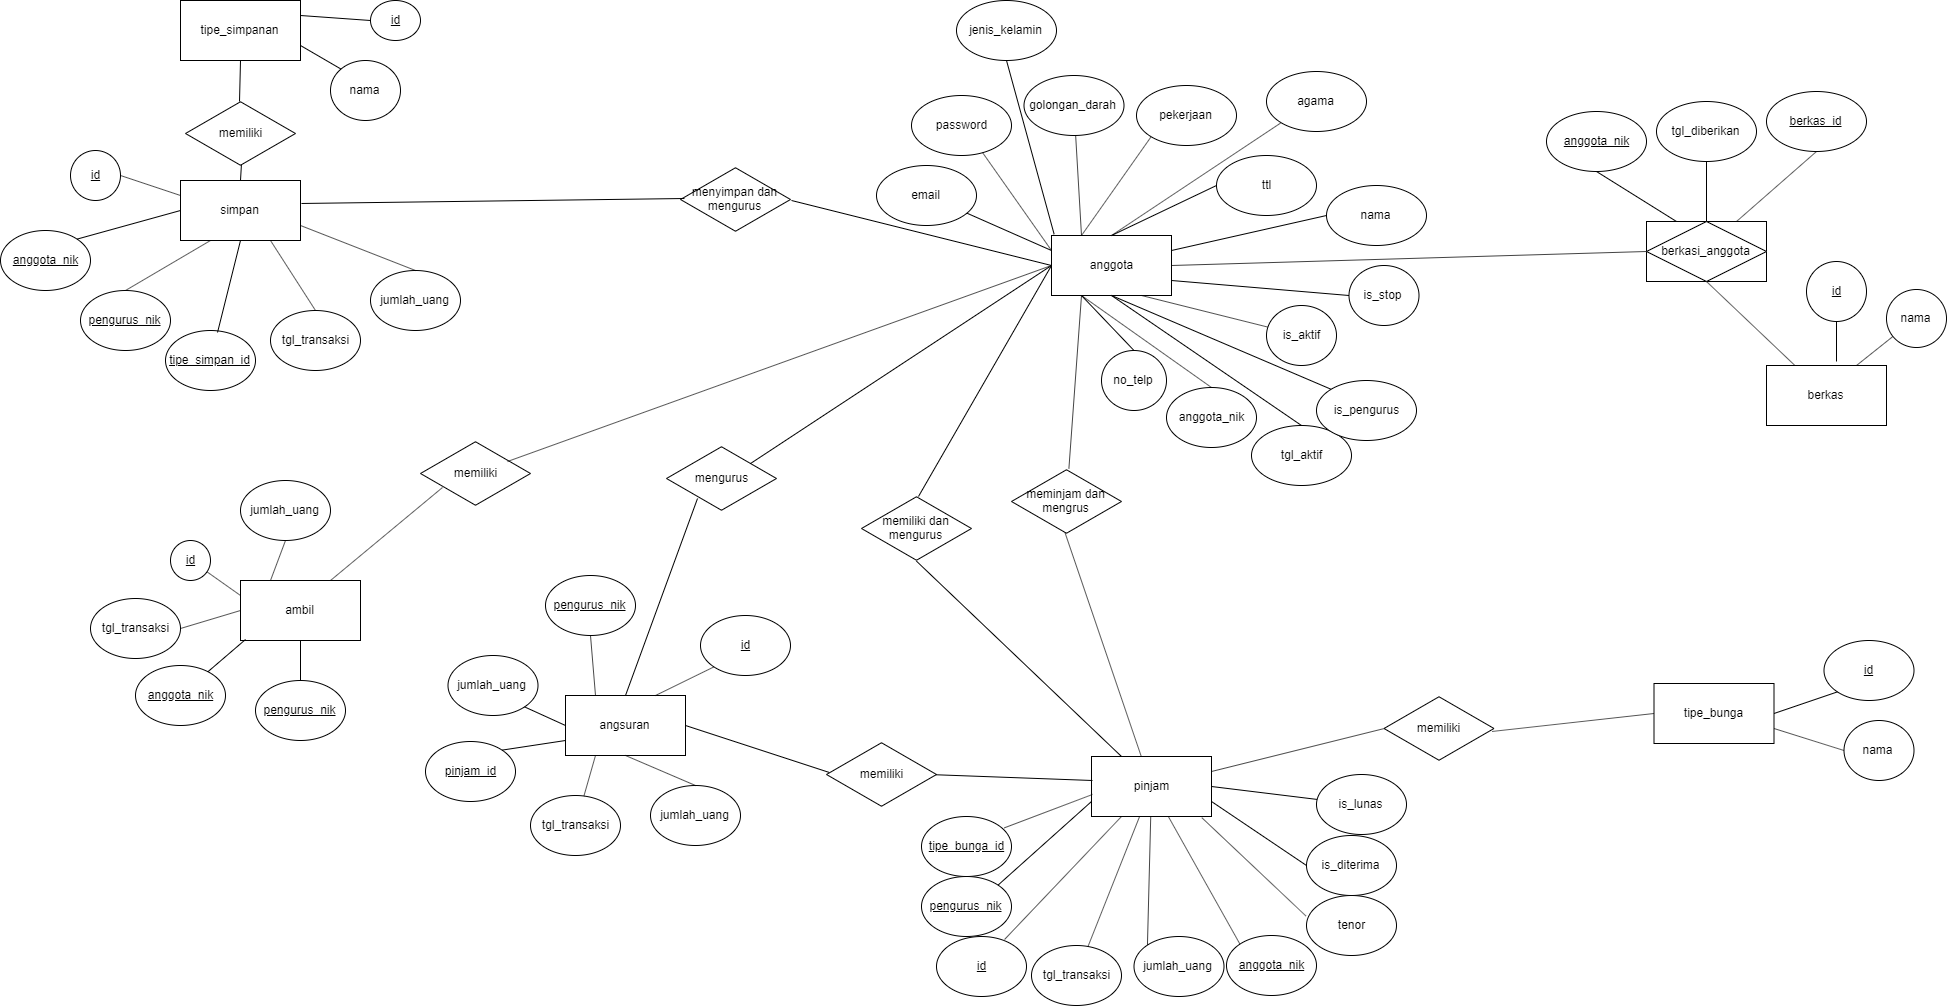 tipe_simpanan
id
nama
memiliki
id
simpan
anggota_nik
pengurus_nik
tipe_simpan_id
tgl_transaksi
jumlah_uang
menyimpan dan
mengurus
jenis_kelamin
golongan_darah
password
pekerjaan
agama
email
ttl
nama
anggota
is_stop
is_aktif
is_pengurus
no_telp
anggota_nik
tgl_aktif
anggota_nik
tgl_diberikan
berkas_id
berkasi_anggota
id
nama
berkas
memiliki
mengurus
memiliki dan
mengurus
meminjam dan
mengrus
jumlah_uang
id
ambil
tgl_transaksi
anggota_nik
pengurus_nik
pengurus_nik
id
jumlah_uang
angsuran
pinjam_id
tgl_transaksi
jumlah_uang
memiliki
pinjam
memiliki
tipe_bunga
id
nama
is_lunas
is_diterima
tenor
tipe_bunga_id
pengurus_nik
id
tgl_transaksi
jumlah_uang
anggota_nik